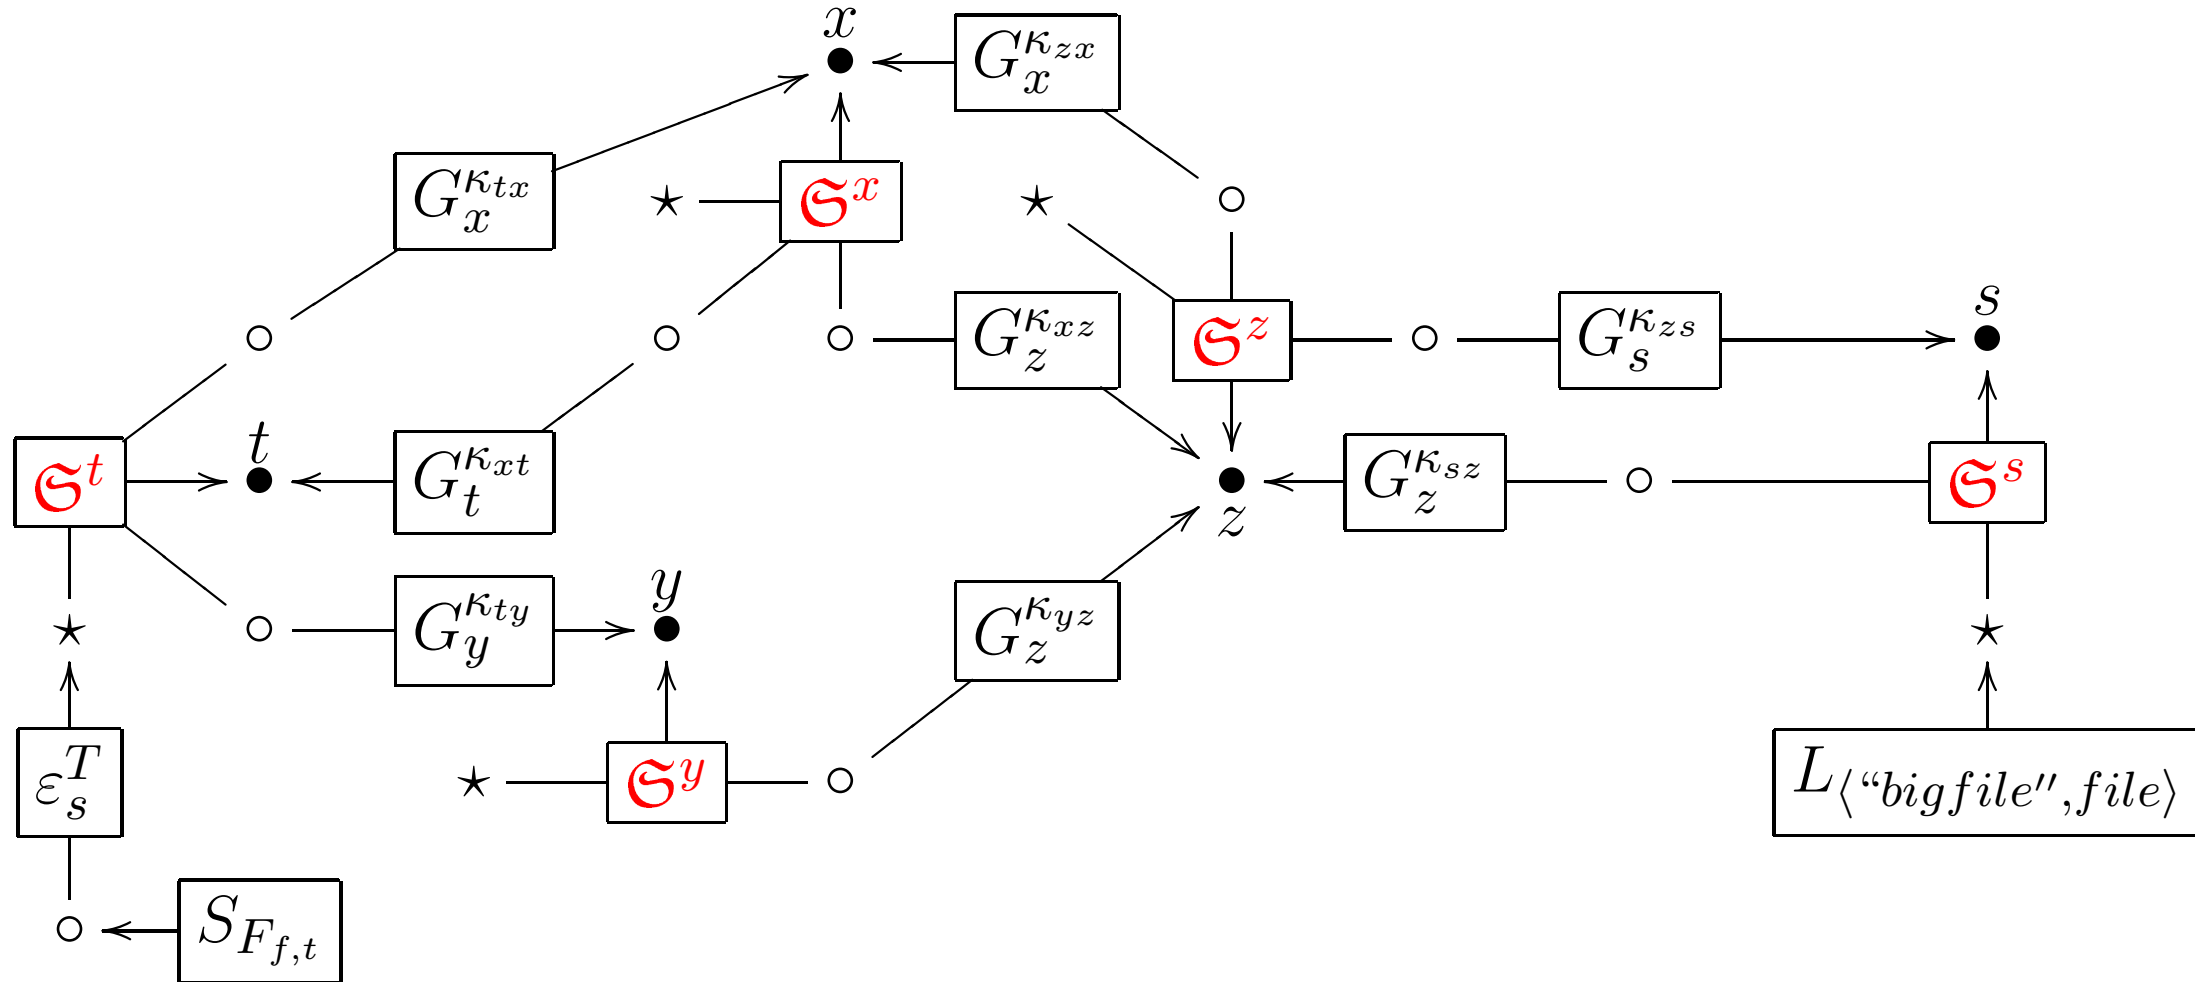 x
G_x^{κ_{zx}}
G_x^{κ_{tx}}
⋆ 𝔖^x ⋆
G_z^{κ_{xz}} 𝔖^z G_s^{κ_{zs}} s
t
𝔖^t G_t^{κ_{xt}} G_z^{κ_{sz}} 𝔖^s
z
y
⋆ G_y^{κ_{ty}} G_z^{κ_{yz}} ⋆
ε_s^T ⋆ 𝔖^y L_{⟨“bigfile″,file⟩}
S_{F_{f,t}}